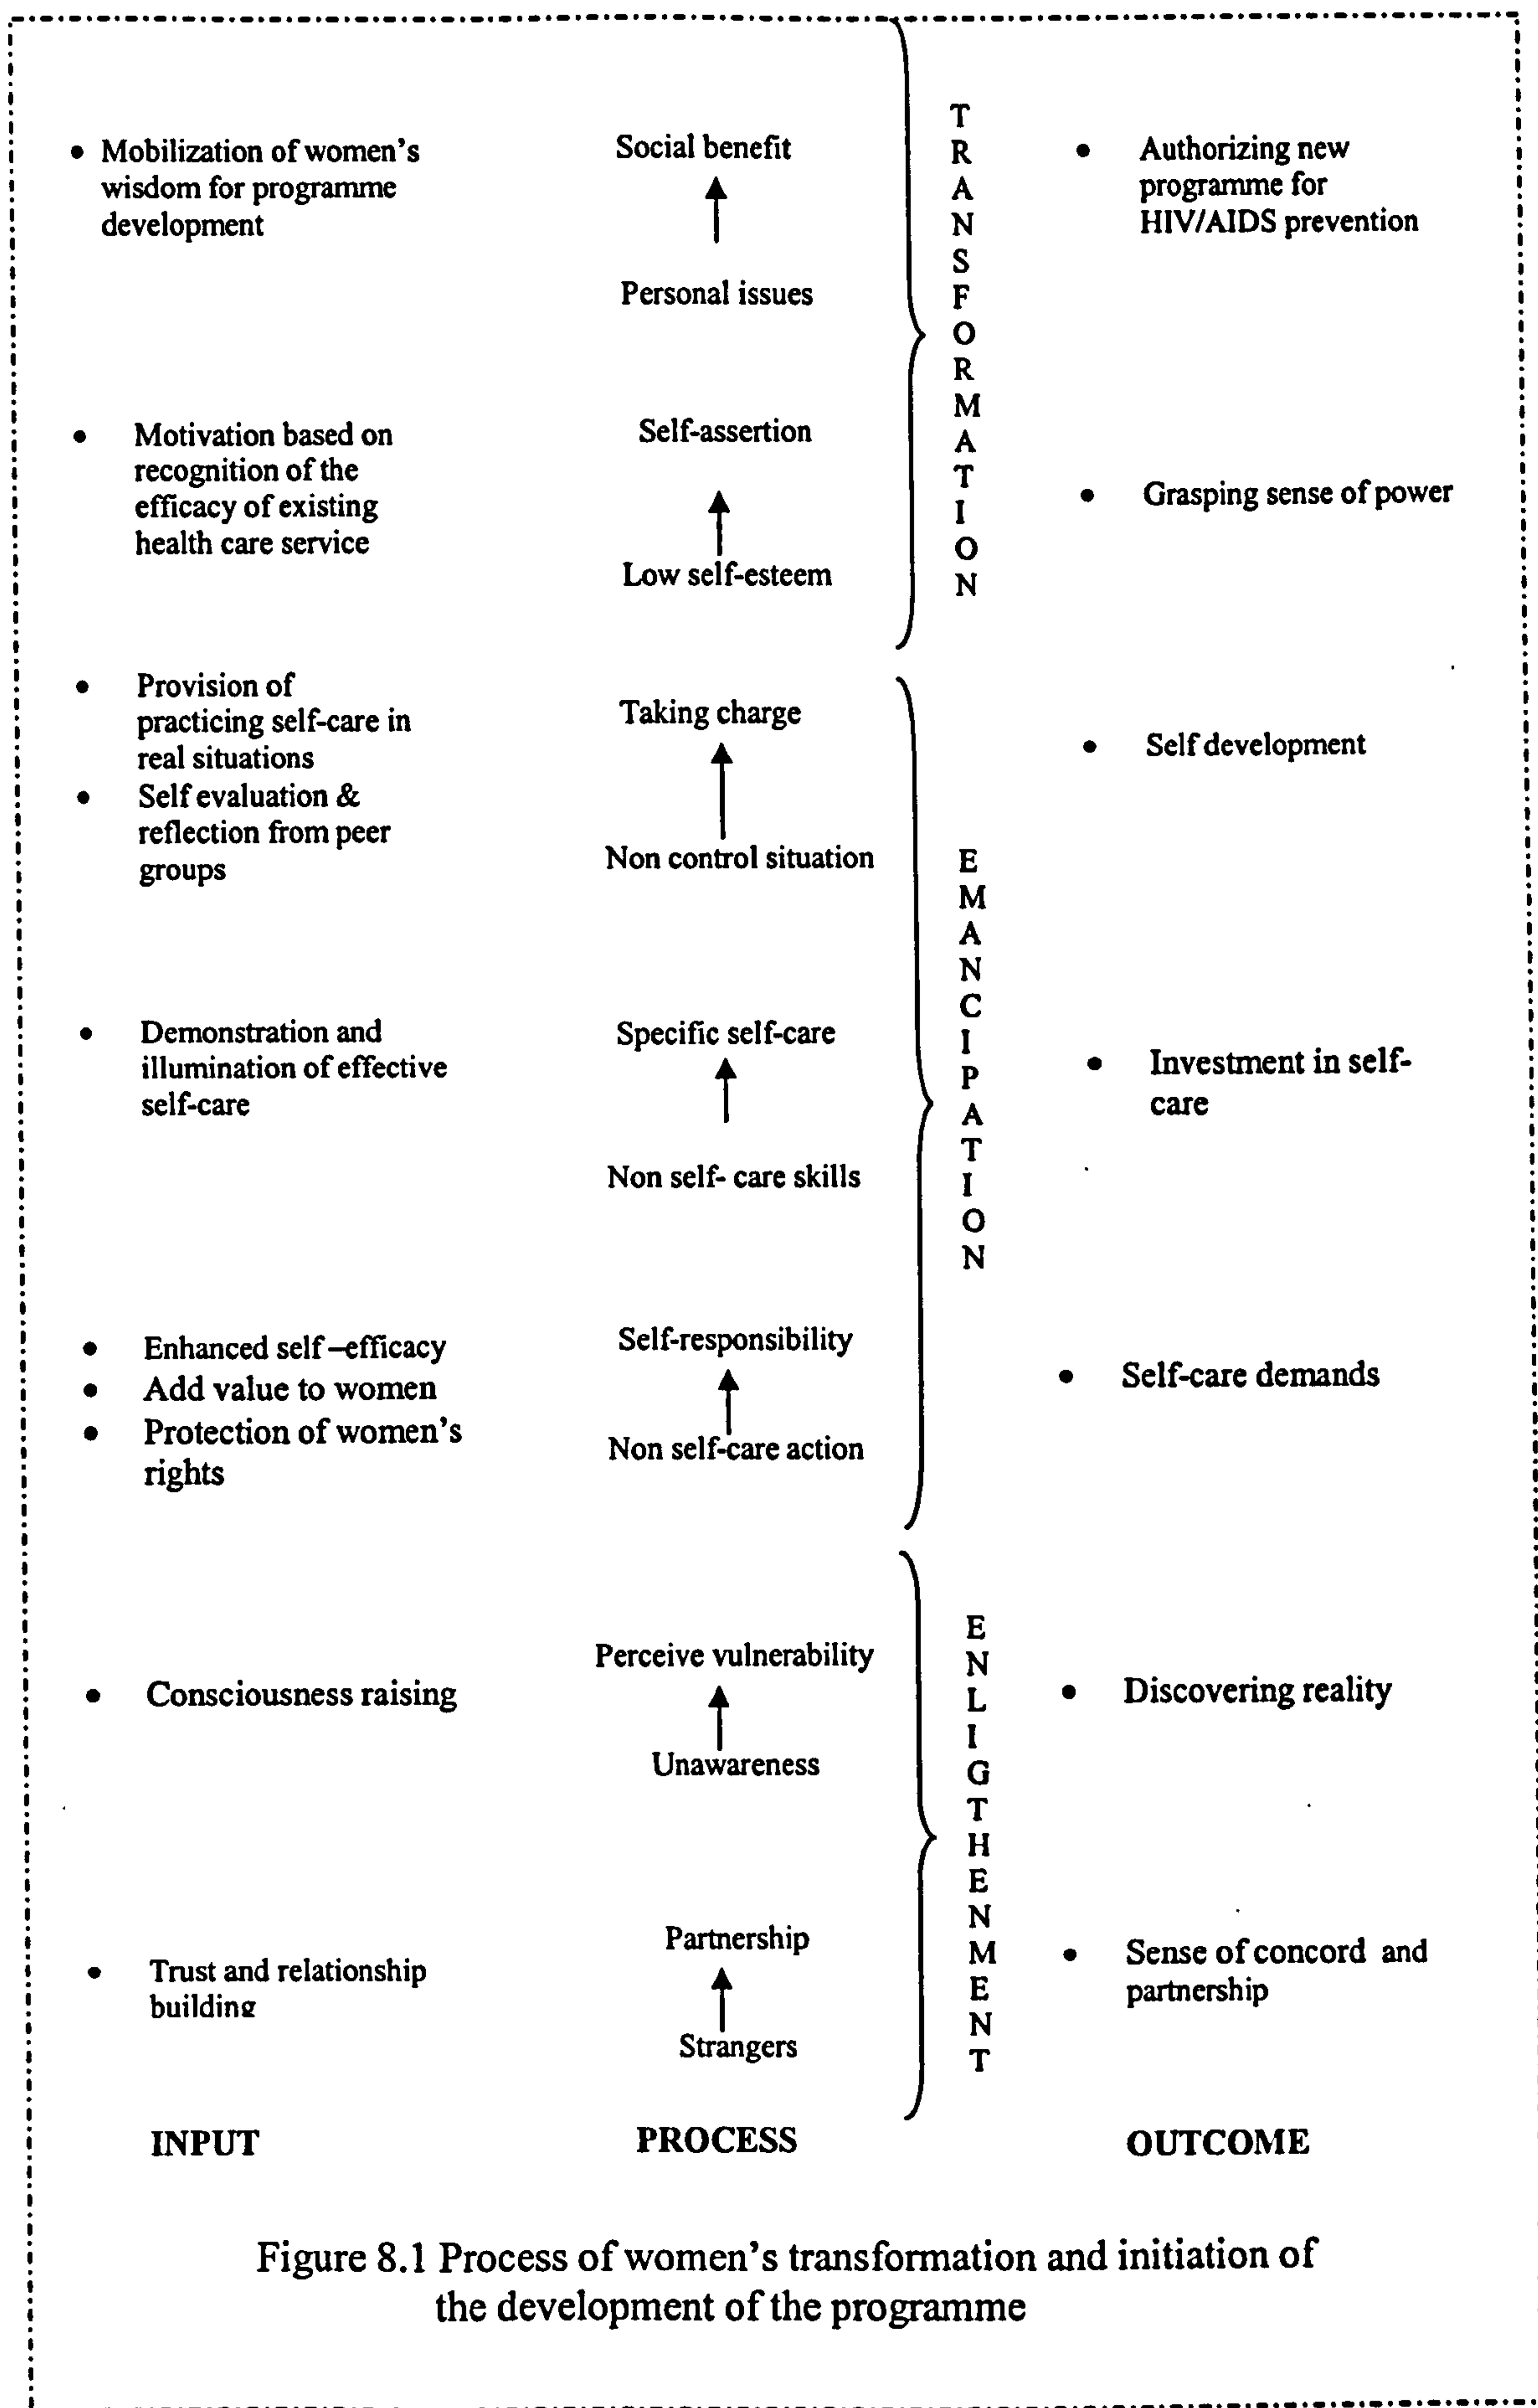 • Mobilization of women's
wisdom for programme
development
Social benefit
Personal issues
TRANSFORMATION
• Authorizing new
programme for
HIV/AIDS prevention
• Motivation based on
recognition of the
efficacy of existing
health care service
Self-assertion
Low self-esteem
• Grasping sense of power
• Provision of
practicing self-care in
real situations
• Self evaluation &
reflection from peer
groups
Taking charge
Non control situation
EMANCIPATION
• Self development
• Demonstration and
illumination of effective
self-care
Specific self-care
Non self- care skills
• Investment in self-
care
• Enhanced self–efficacy
• Add value to women
• Protection of women's
rights
Self-responsibility
Non self-care action
• Self-care demands
• Consciousness raising
Perceive vulnerability
Unawareness
ENLIGTHENMENT
• Discovering reality
• Trust and relationship
building
Partnership
Strangers
• Sense of concord and
partnership
INPUT
PROCESS
OUTCOME
Figure 8.1 Process of women's transformation and initiation of
the development of the programme